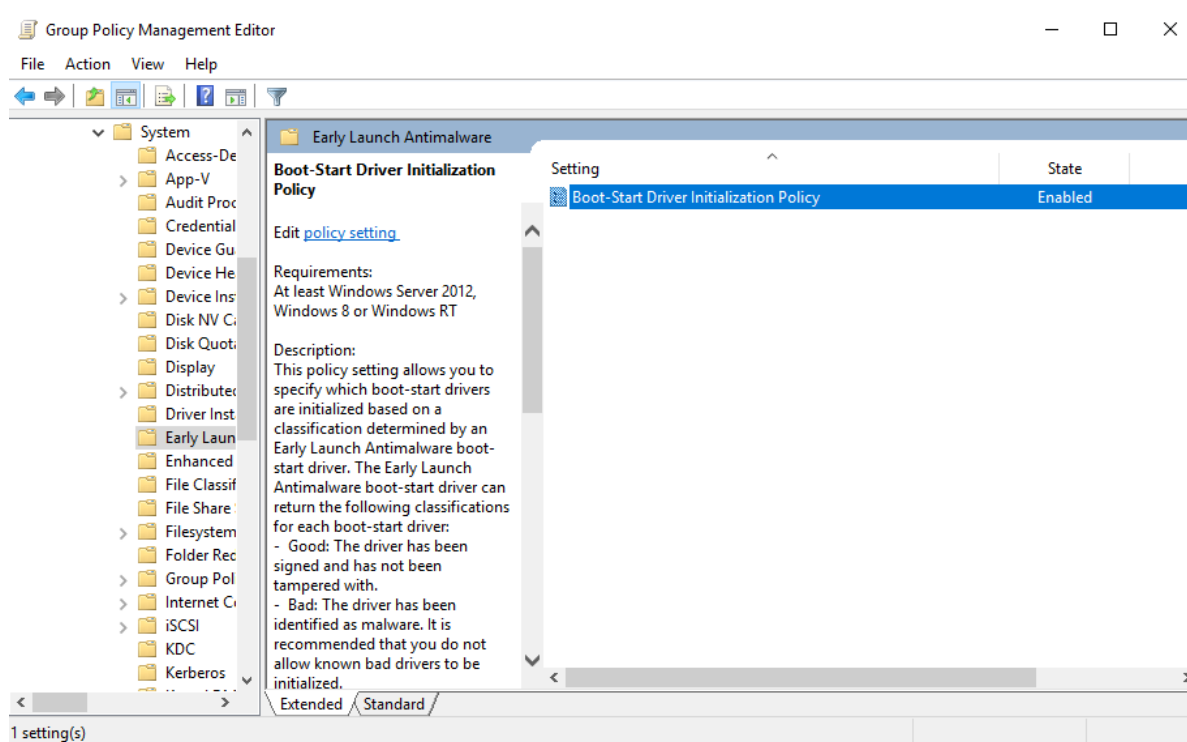 Group Policy Management Editor
File Action View Help
System
Access-De
App-V
Audit Proc
Credential
Device Gu
Device He
Device Ins
Disk NV Ca
Disk Quota
Display
Distributed
Driver Inst
Early Laun
Enhanced
File Classif
File Share
Filesystem
Folder Red
Group Pol
Internet Co
iSCSI
KDC
Kerberos
Early Launch Antimalware
Boot-Start Driver Initialization
Policy
Edit policy setting
Requirements:
At least Windows Server 2012,
Windows 8 or Windows RT
Description:
This policy setting allows you to
specify which boot-start drivers
are initialized based on a
classification determined by an
Early Launch Antimalware boot-
start driver. The Early Launch
Antimalware boot-start driver can
return the following classifications
for each boot-start driver:
- Good: The driver has been
signed and has not been
tampered with.
- Bad: The driver has been
identified as malware. It is
recommended that you do not
allow known bad drivers to be
initialized.
Setting State
Boot-Start Driver Initialization Policy Enabled
Extended Standard
1 setting(s)